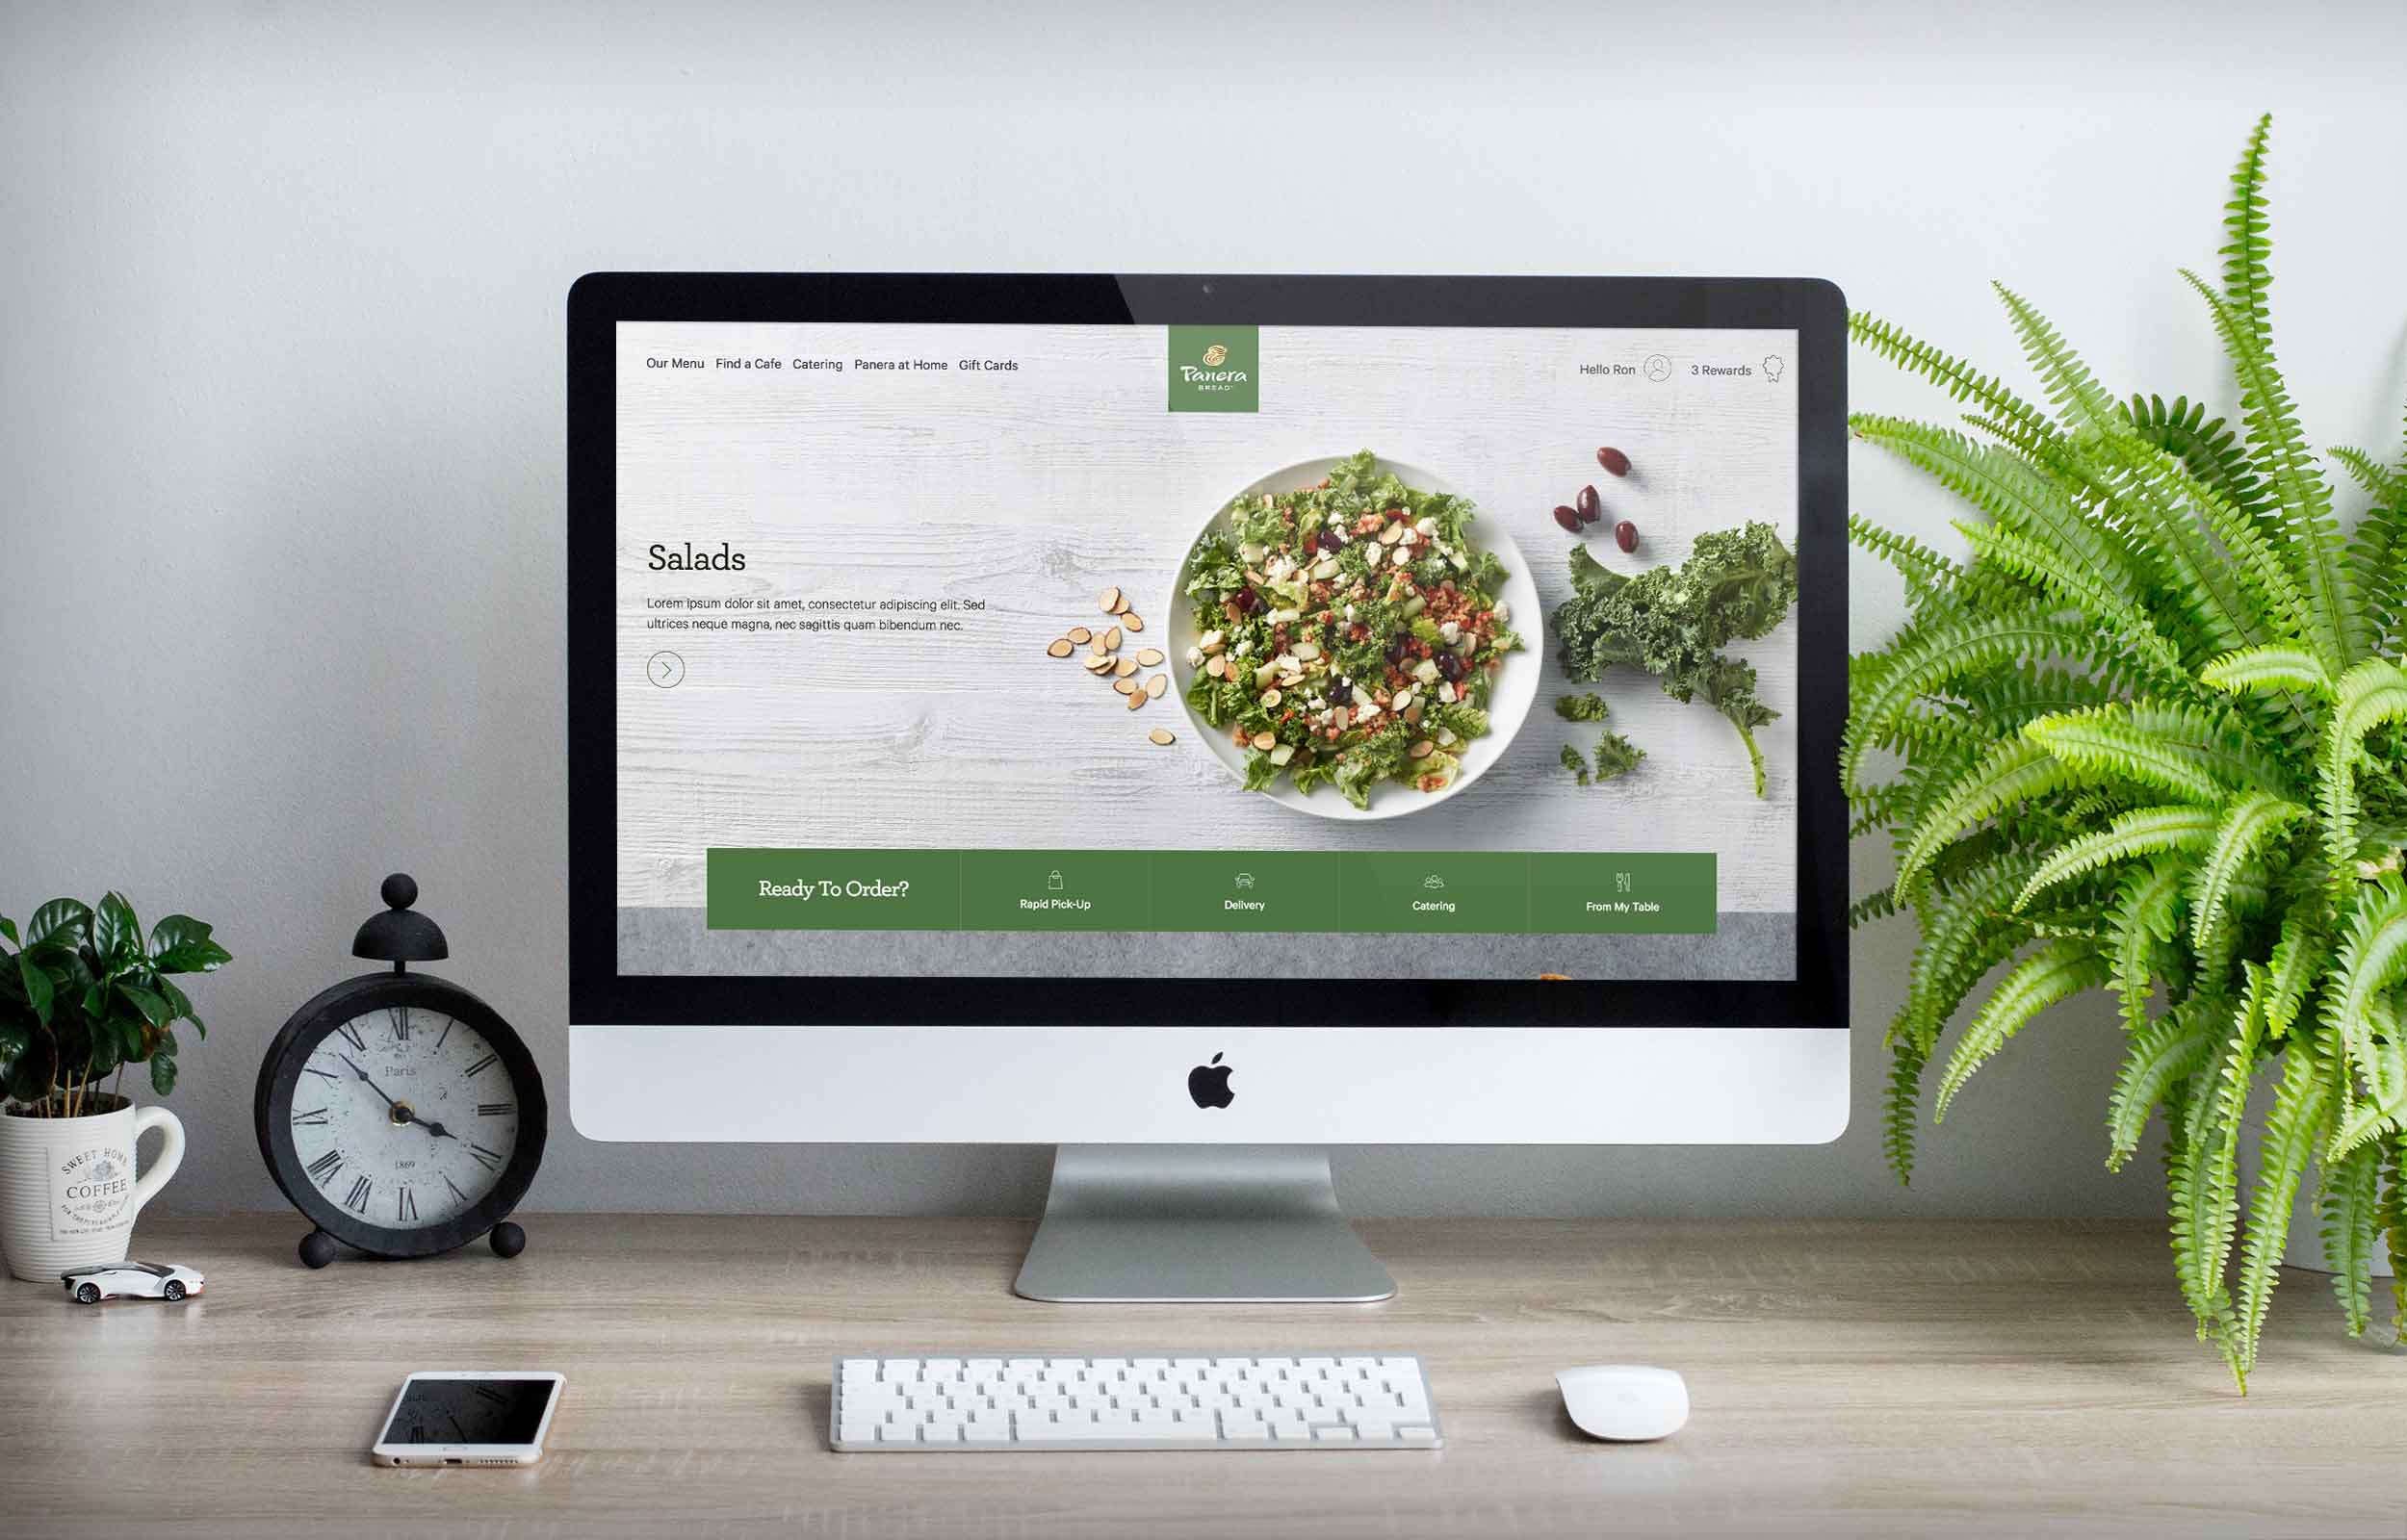 Our Menu Find a Cafe Catering Panera at Home Gift Cards
Panera
BREAD
Hello Ron 3 Rewards
Salads
Lorem ipsum dolor sit amet, consectetur adipiscing elit. Sed
ultrices neque magna, nec sagittis quam bibendum nec.
Ready To Order?
Rapid Pick-Up
Delivery
Catering
From My Table
Paris
1869
SWEET HOME
COFFEE